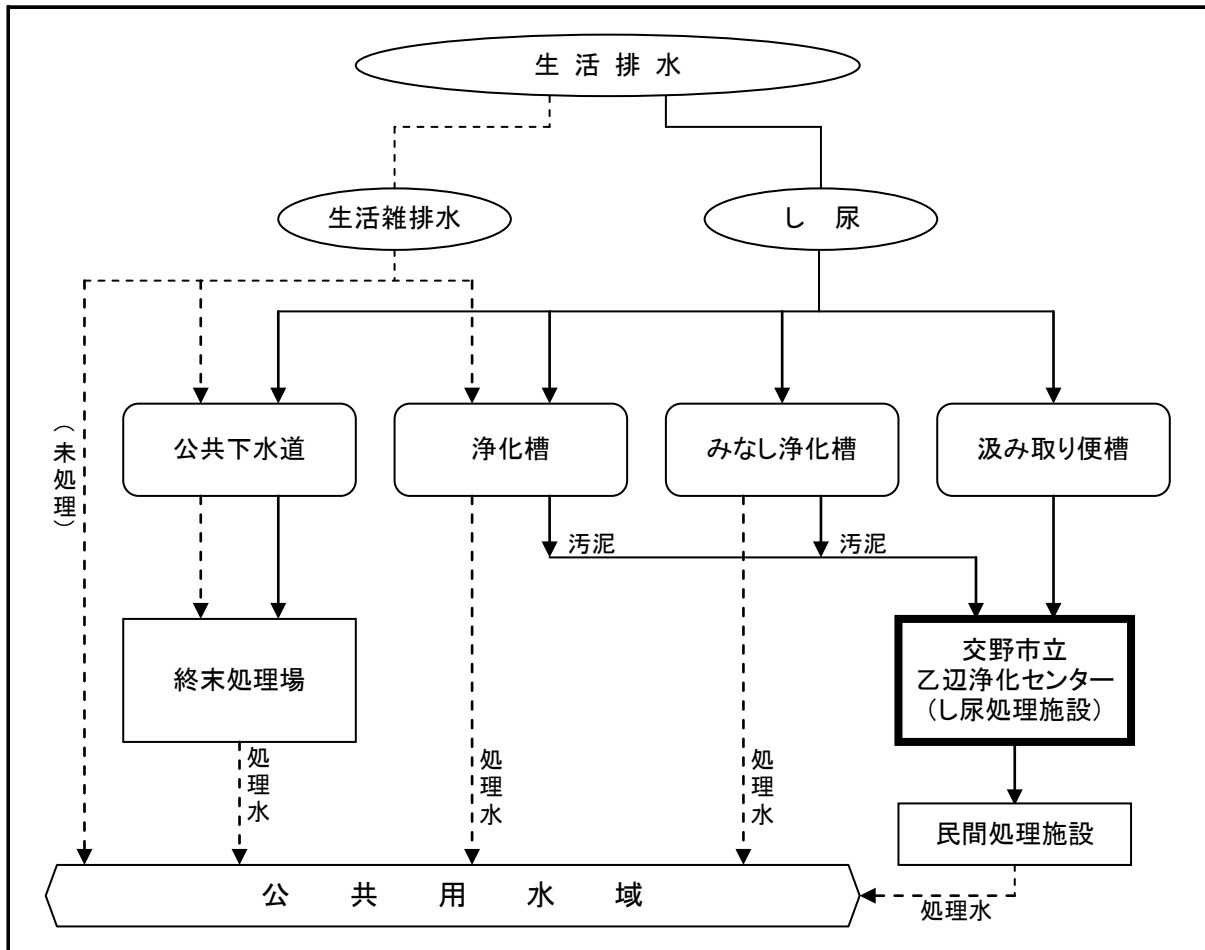 生活排水
生活雑排水
し尿
(未処理)
公共下水道
浄化槽
みなし浄化槽
汲み取り便槽
汚泥
汚泥
終末処理場
交野市立
乙辺浄化センター
(し尿処理施設)
処理水
処理水
処理水
民間処理施設
処理水
公共用水域